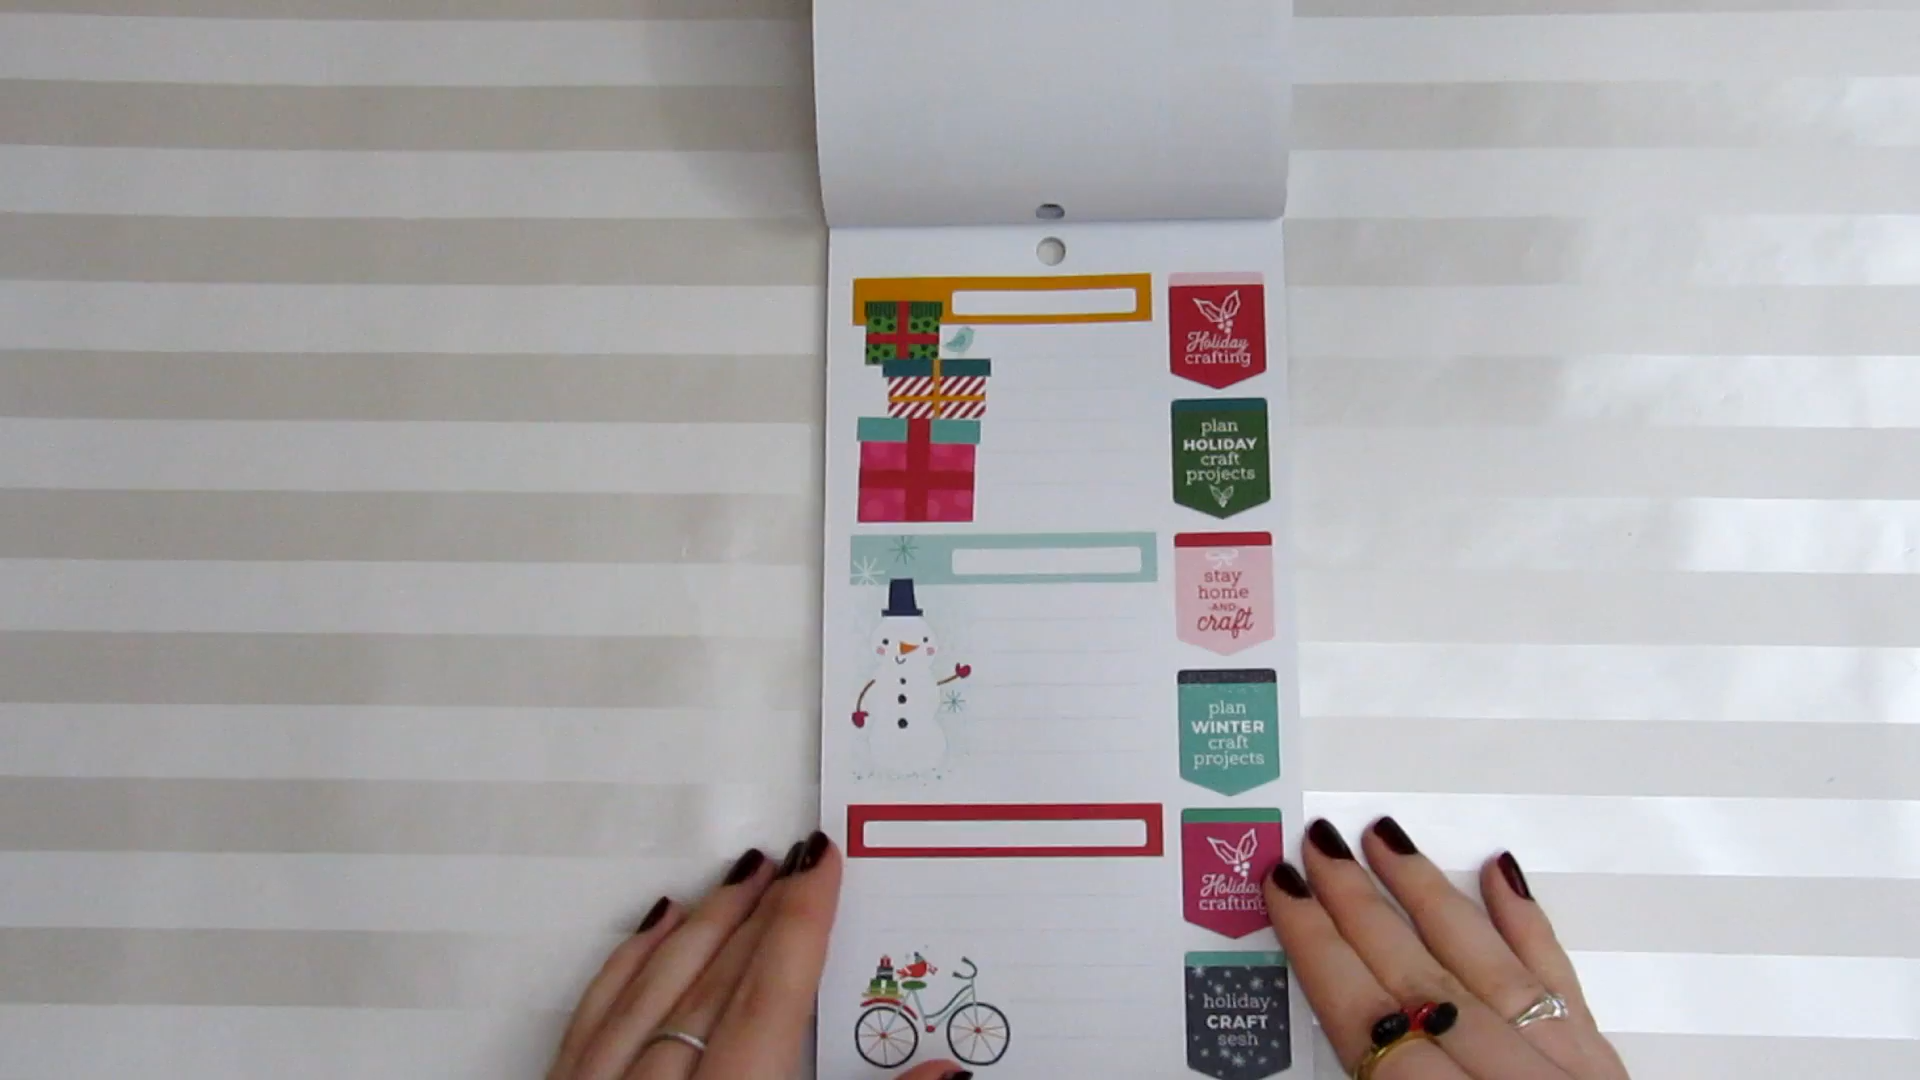 Holiday
crafting
plan
HOLIDAY
craft
projects
stay
home
-AND-
craft
plan
WINTER
craft
projects
Holiday
crafting
holiday
CRAFT
sesh